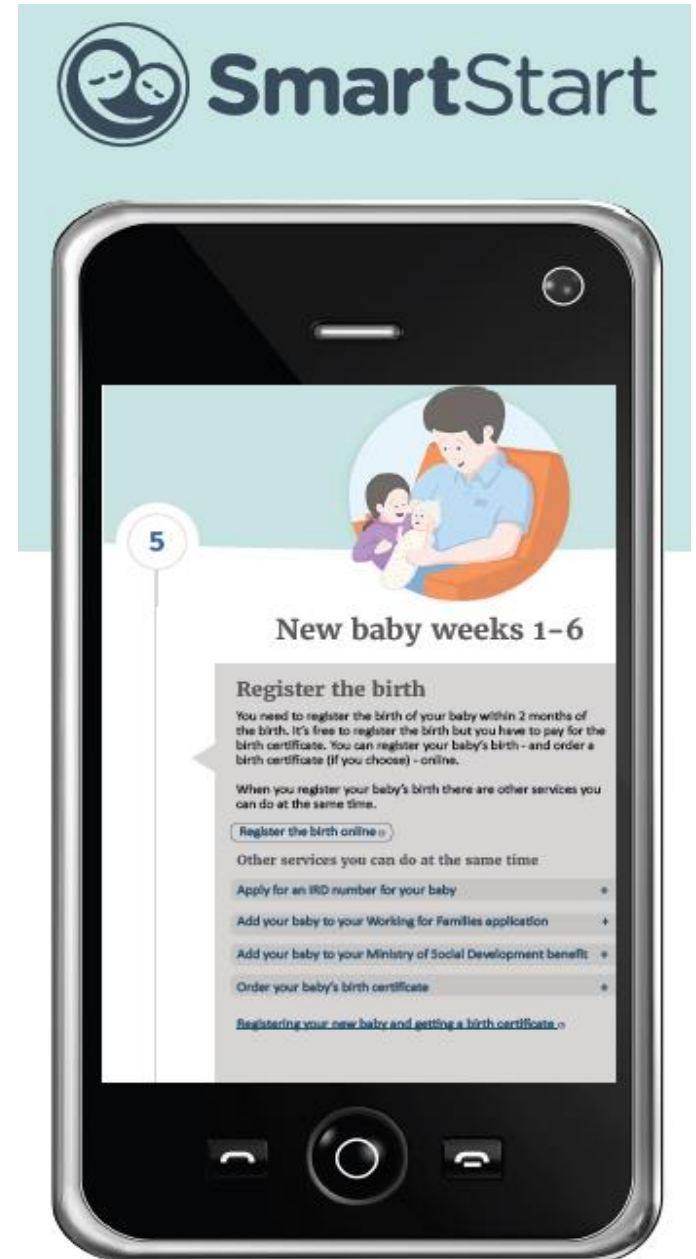 SmartStart
5
New baby weeks 1-6
Register the birth
You need to register the birth of your baby within 2 months of
the birth. It's free to register the birth but you have to pay for the
birth certificate. You can register your baby's birth - and order a
birth certificate (if you choose) - online.
When you register your baby's birth there are other services you
can do at the same time.
Register the birth online
Other services you can do at the same time
Apply for an IRD number for your baby +
Add your baby to your Working for Families application +
Add your baby to your Ministry of Social Development benefit +
Order your baby's birth certificate +
Registering your new baby and getting a birth certificate